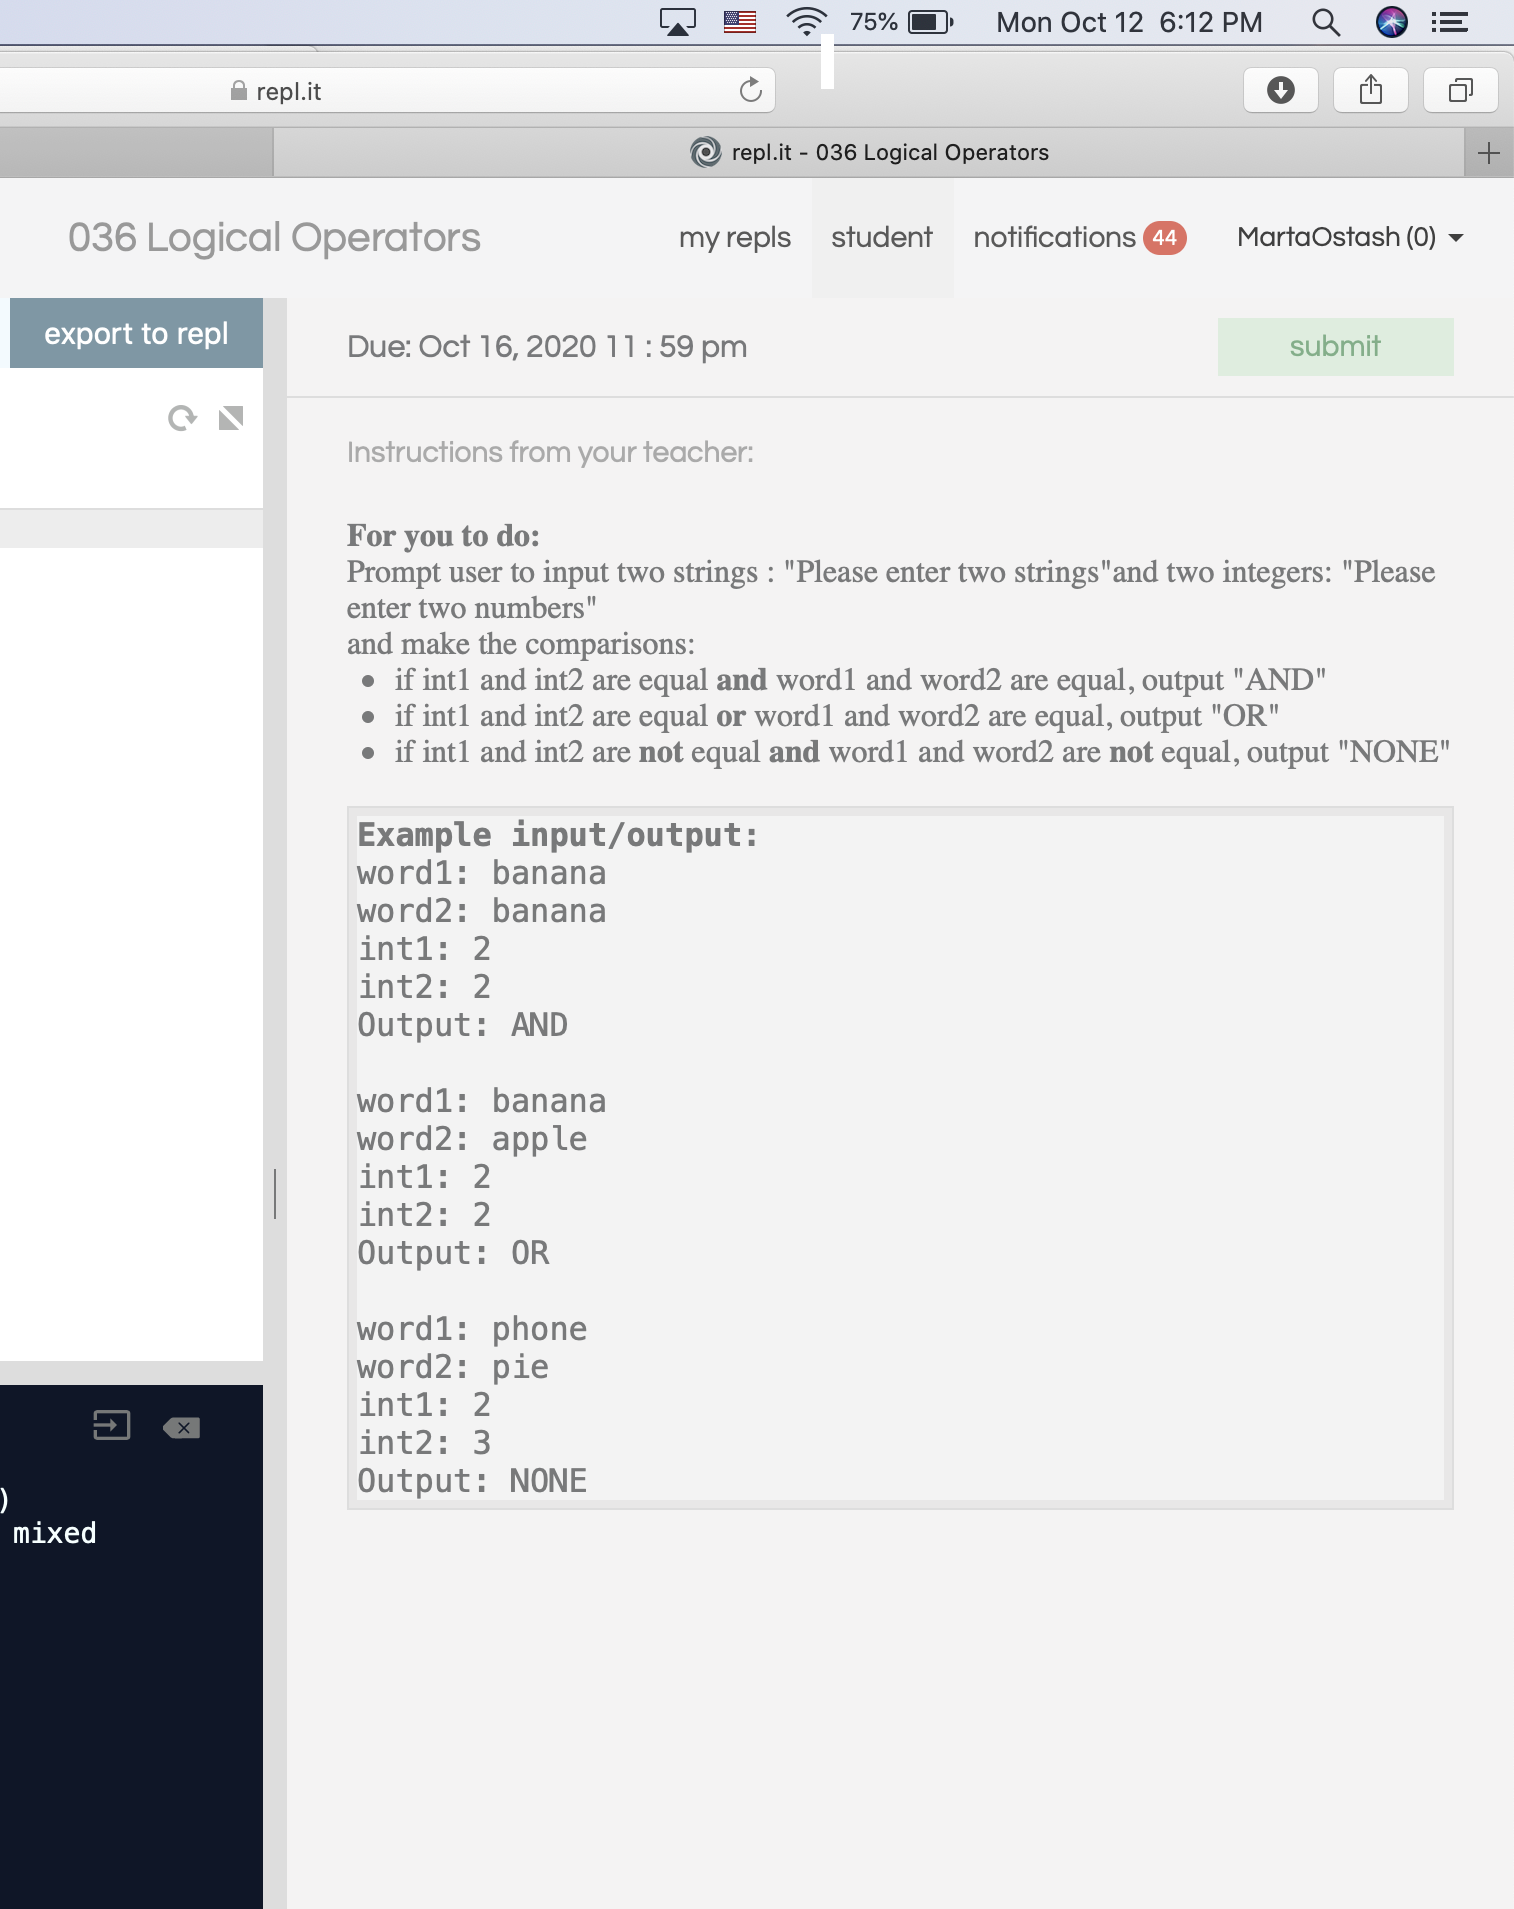 75% Mon Oct 12 6:12 PM
repl.it
repl.it - 036 Logical Operators
036 Logical Operators my repls student notifications 44 MartaOstash (0)
export to repl
Due: Oct 16, 2020 11 : 59 pm submit
Instructions from your teacher:
For you to do:
Prompt user to input two strings : "Please enter two strings"and two integers: "Please
enter two numbers"
and make the comparisons:
• if int1 and int2 are equal and word1 and word2 are equal, output "AND"
• if int1 and int2 are equal or word1 and word2 are equal, output "OR"
• if int1 and int2 are not equal and word1 and word2 are not equal, output "NONE"
Example input/output:
word1: banana
word2: banana
int1: 2
int2: 2
Output: AND
word1: banana
word2: apple
int1: 2
int2: 2
Output: OR
word1: phone
word2: pie
int1: 2
int2: 3
Output: NONE
)
mixed